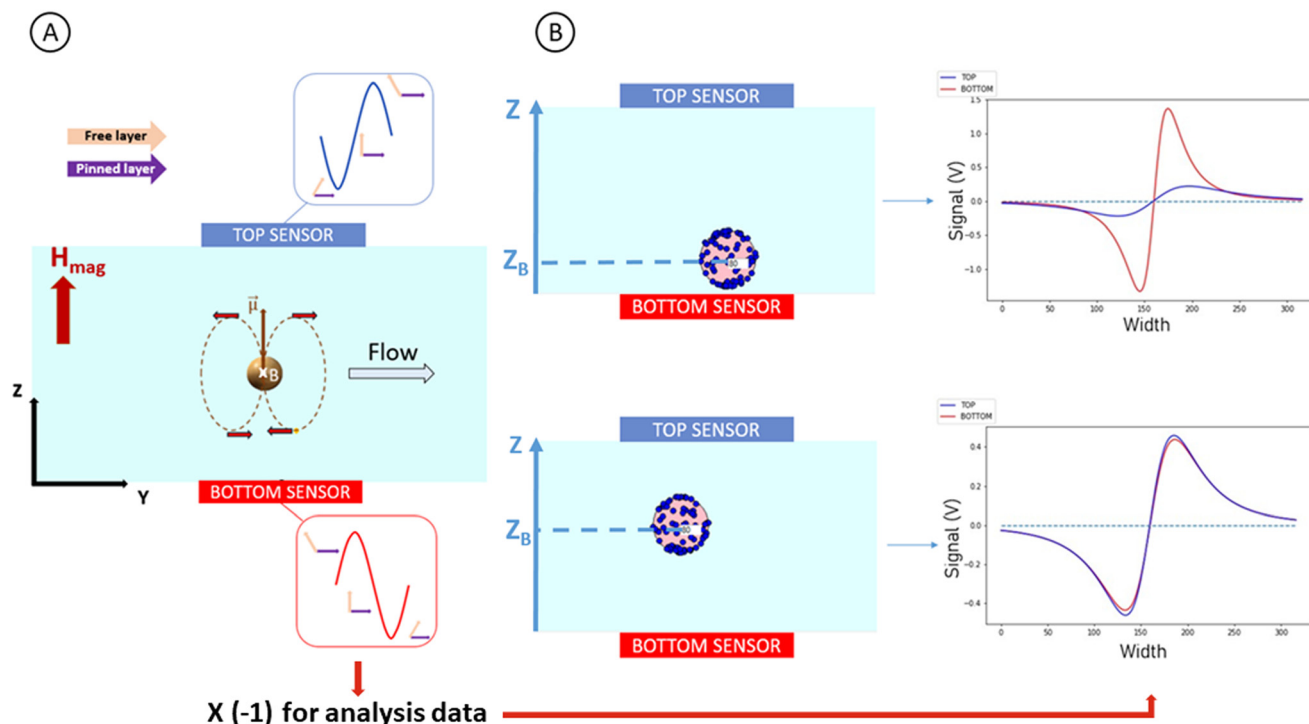 A
Free layer
Pinned layer
TOP SENSOR
H mag
μ
B
Flow
Z
Y
BOTTOM SENSOR
X (-1) for analysis data
B
TOP SENSOR
Z
Z B
80
BOTTOM SENSOR
TOP
BOTTOM
Signal (V)
1.5
1.0
0.5
0.0
-0.5
-1.0
0 50 100 150 200 250 300
Width
TOP SENSOR
Z
Z B
BOTTOM SENSOR
TOP
BOTTOM
Signal (V)
0.4
0.2
0.0
-0.2
-0.4
0 50 100 150 200 250 300
Width